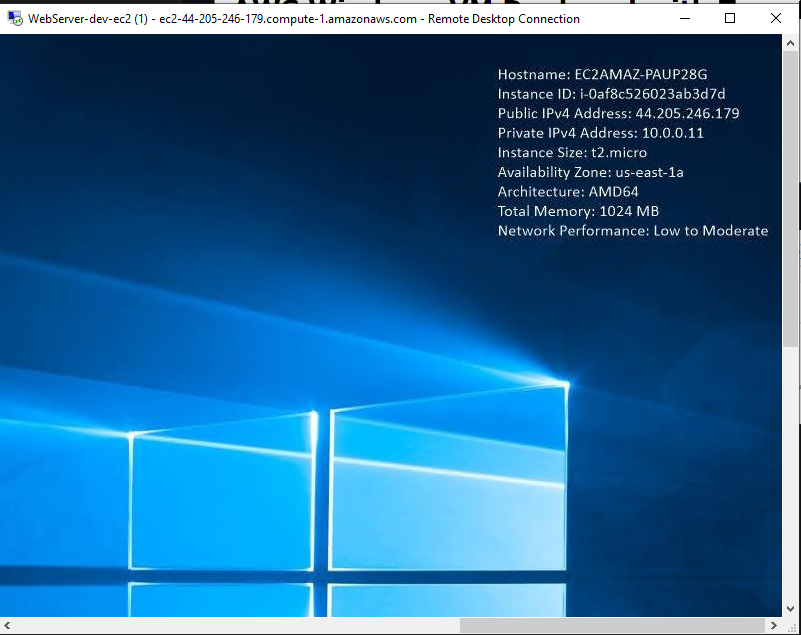 WebServer-dev-ec2 (1) - ec2-44-205-246-179.compute-1.amazonaws.com - Remote Desktop Connection
Hostname: EC2AMAZ-PAUP28G
Instance ID: i-0af8c526023ab3d7d
Public IPv4 Address: 44.205.246.179
Private IPv4 Address: 10.0.0.11
Instance Size: t2.micro
Availability Zone: us-east-1a
Architecture: AMD64
Total Memory: 1024 MB
Network Performance: Low to Moderate